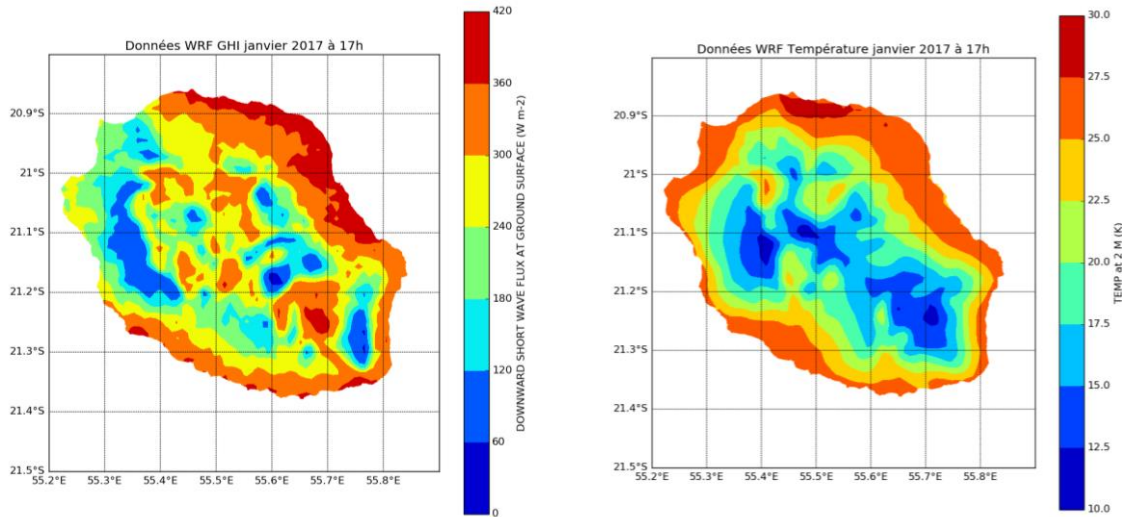 Données WRF GHI janvier 2017 à 17h
20.9°S
21°S
21.1°S
21.2°S
21.3°S
21.4°S
21.5°S
55.2°E 55.3°E 55.4°E 55.5°E 55.6°E 55.7°E 55.8°E
420
360
300
240
180
120
60
0
DOWNWARD SHORT WAVE FLUX AT GROUND SURFACE (W m-2)
Données WRF Température janvier 2017 à 17h
20.9°S
21°S
21.1°S
21.2°S
21.3°S
21.4°S
21.5°S
55.2°E 55.3°E 55.4°E 55.5°E 55.6°E 55.7°E 55.8°E
30.0
27.5
25.0
22.5
20.0
17.5
15.0
12.5
10.0
TEMP at 2 M (K)